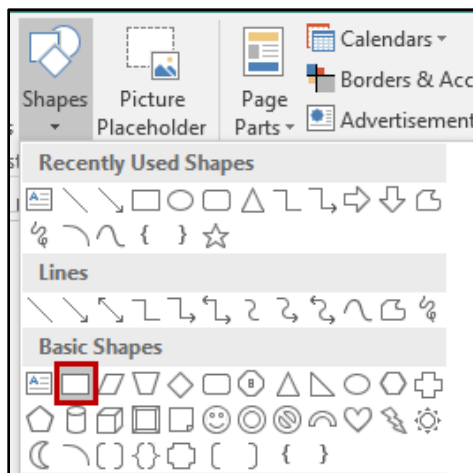 Shapes
Picture
Placeholder
Page
Parts
Calendars
Borders & Acc
Advertisement
Recently Used Shapes
Lines
Basic Shapes